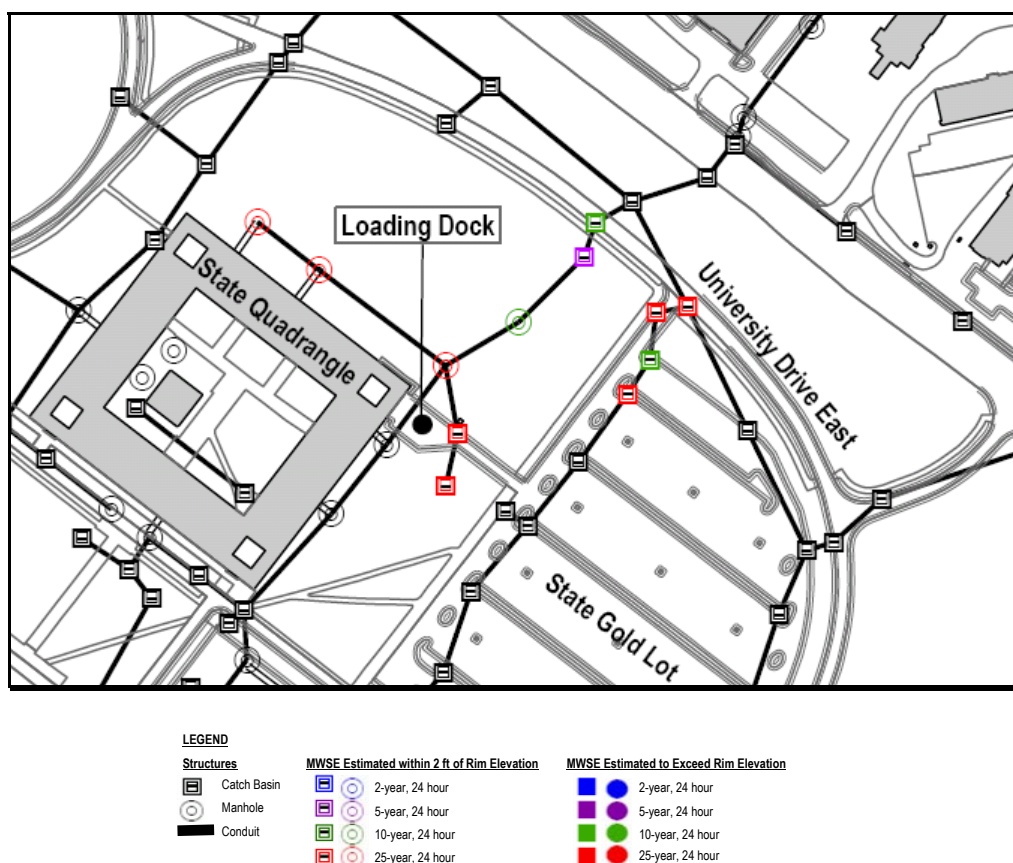 Loading Dock
State Quadrangle
University Drive East
State Gold Lot
LEGEND
Structures
Catch Basin
Manhole
Conduit
MWSE Estimated within 2 ft of Rim Elevation
2-year, 24 hour
5-year, 24 hour
10-year, 24 hour
25-year, 24 hour
MWSE Estimated to Exceed Rim Elevation
2-year, 24 hour
5-year, 24 hour
10-year, 24 hour
25-year, 24 hour